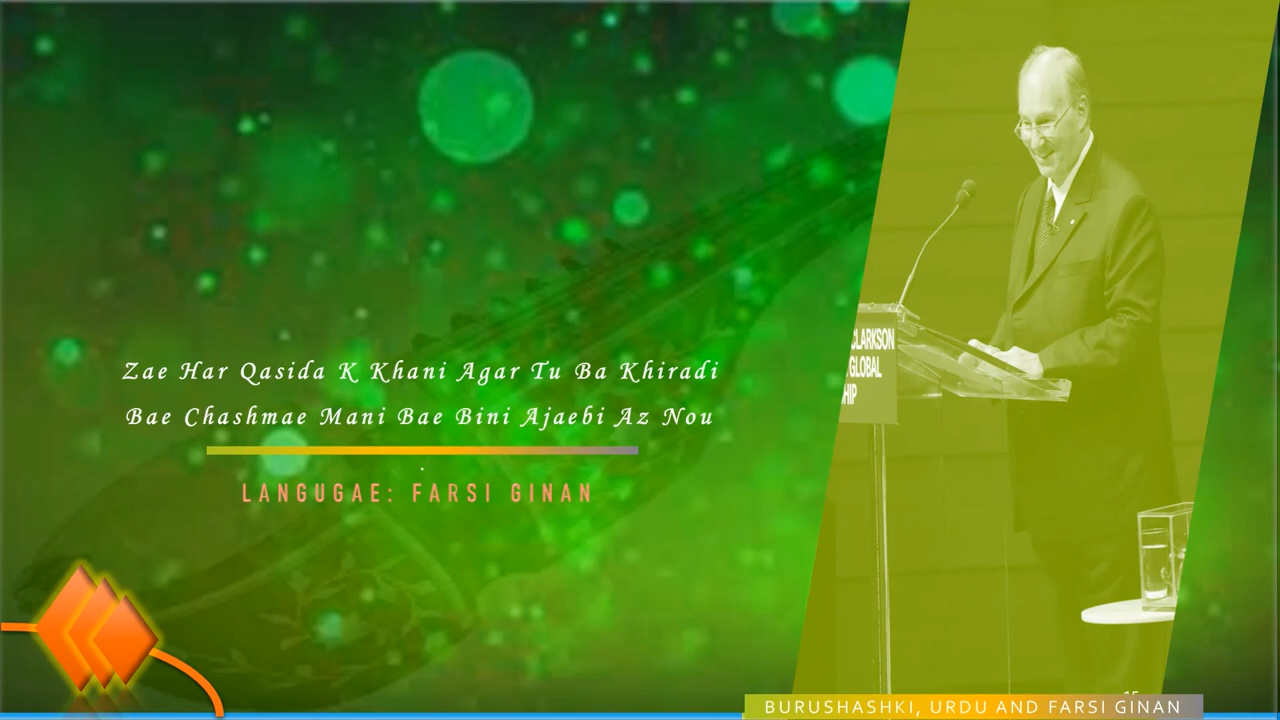 Zae Har Qasida K Khani Agar Tu Ba Khiradi
Bae Chashmae Mani Bae Bini Ajaebi Az Nou
.
LANGUGAE: FARSI GINAN
CLARKSON
GLOBAL
HIP
15
BURUSHASHKI, URDU AND FARSI GINAN